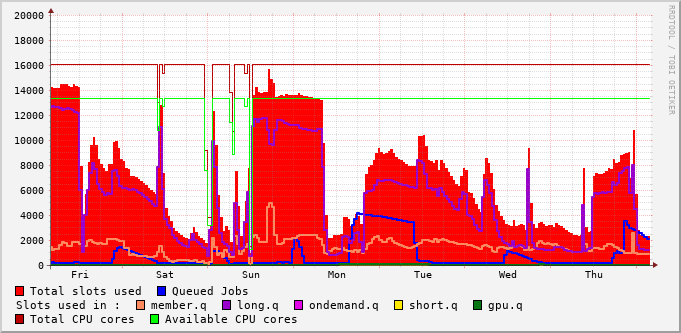 20000
18000
16000
14000
12000
10000
8000
6000
4000
2000
0
Fri Sat Sun Mon Tue Wed Thu
RRDTOOL / TOBI OETIKER
Total slots used Queued Jobs
Slots used in : member.q long.q ondemand.q short.q gpu.q
Total CPU cores Available CPU cores